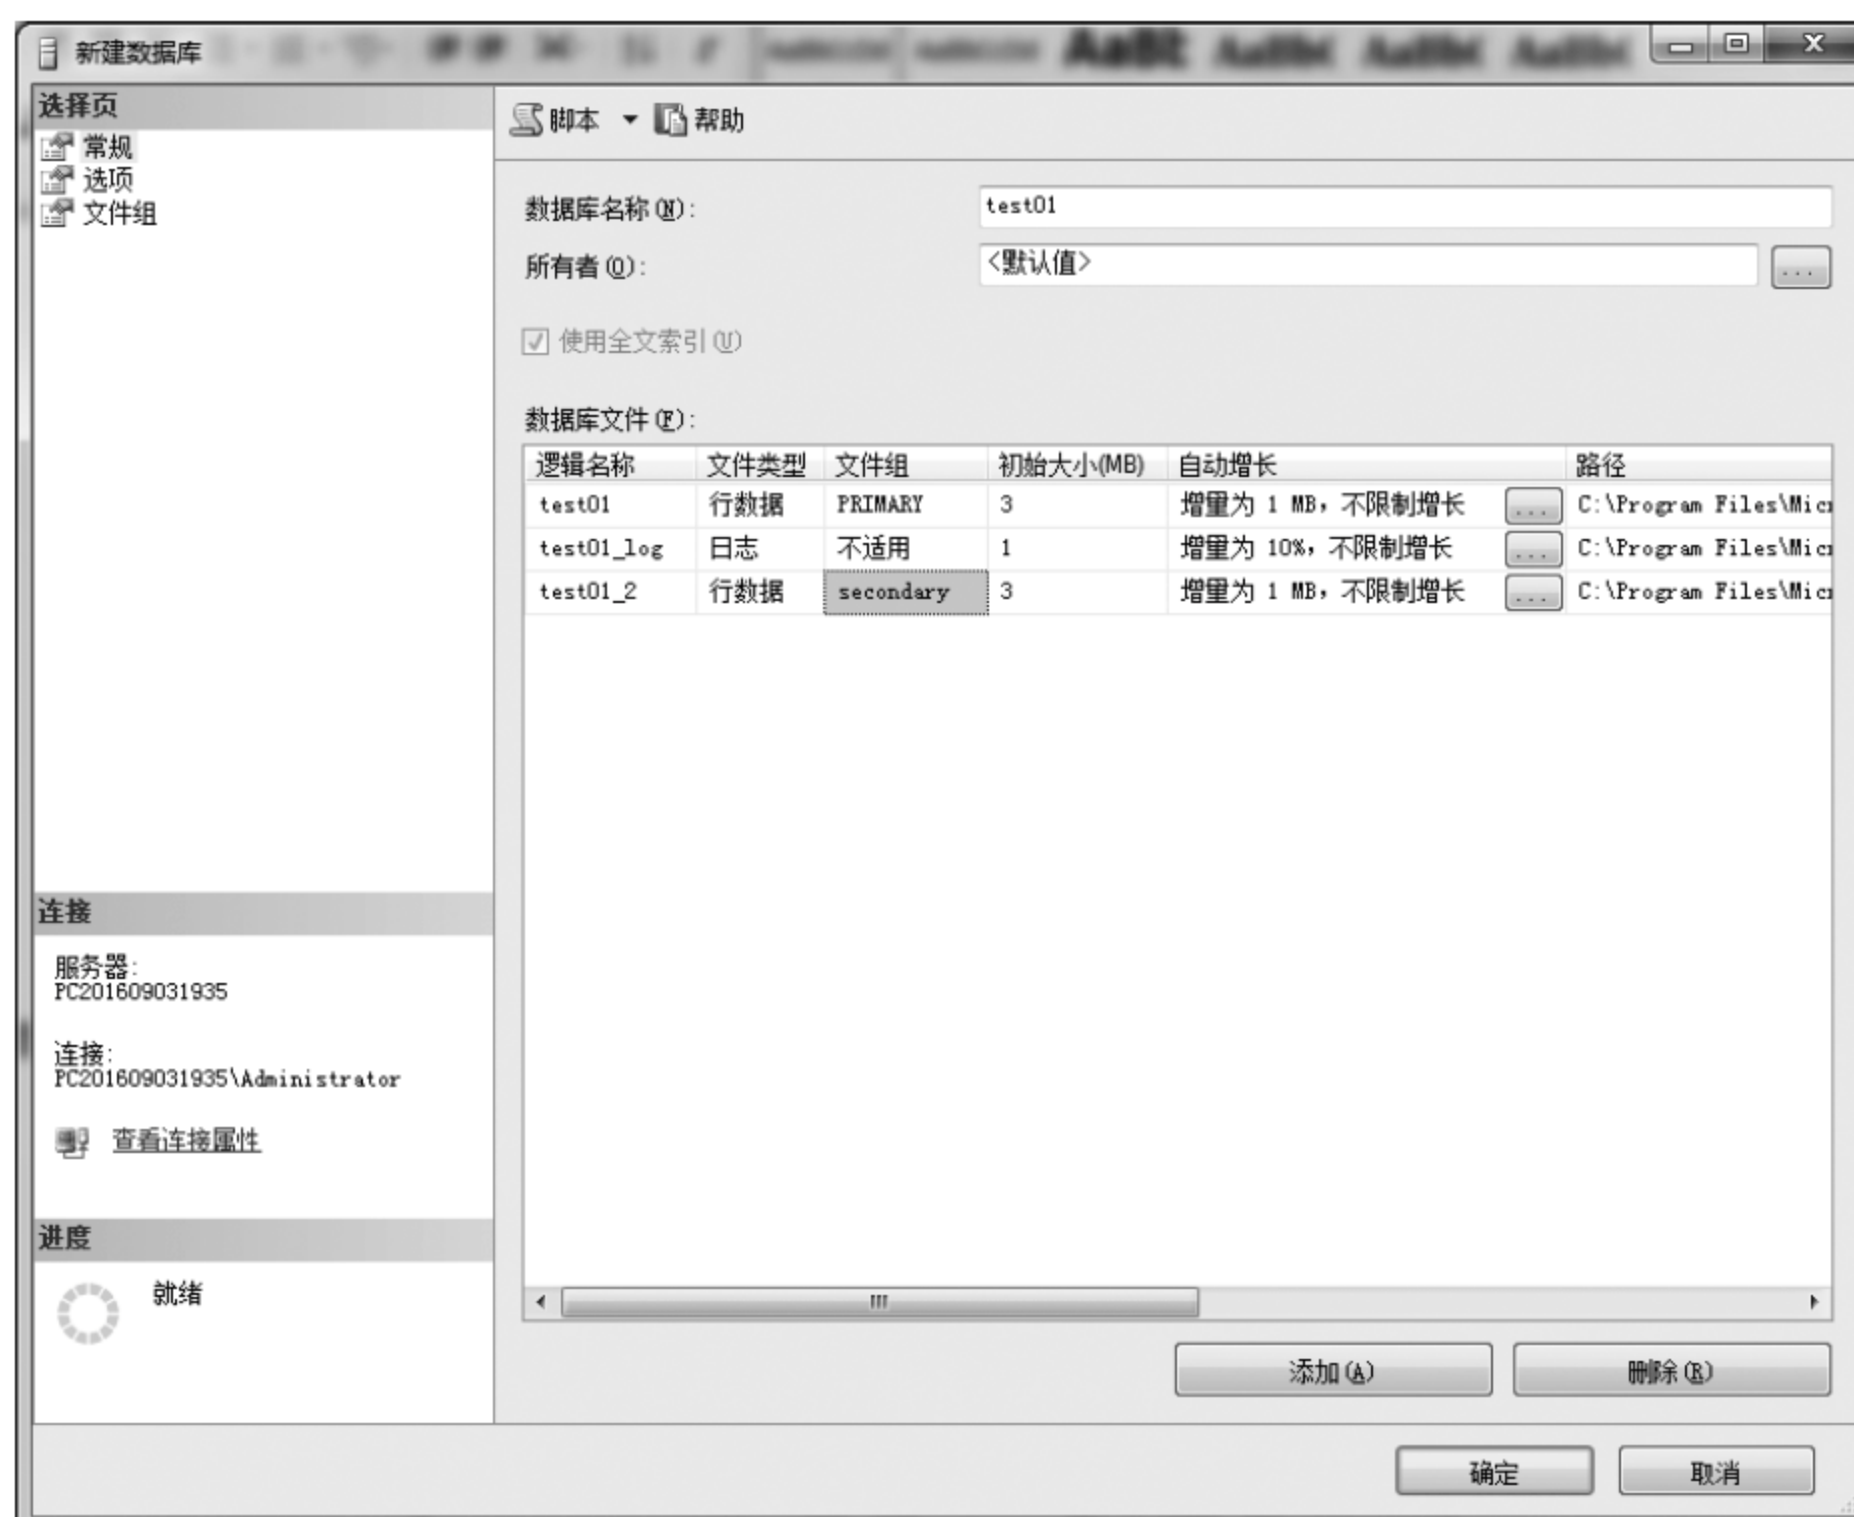 新建数据库
选择页
常规
选项
文件组
脚本 帮助
数据库名称(N): test01
所有者(O): <默认值> ...
使用全文索引(U)
数据库文件(F):
逻辑名称 文件类型 文件组 初始大小(MB) 自动增长 路径
test01 行数据 PRIMARY 3 增量为 1 MB，不限制增长 ... C:\Program Files\Micr
test01_log 日志 不适用 1 增量为 10%，不限制增长 ... C:\Program Files\Micr
test01_2 行数据 secondary 3 增量为 1 MB，不限制增长 ... C:\Program Files\Micr
连接
服务器:
PC201609031935
连接:
PC201609031935\Administrator
查看连接属性
进度
就绪
添加(A) 删除(R)
确定 取消